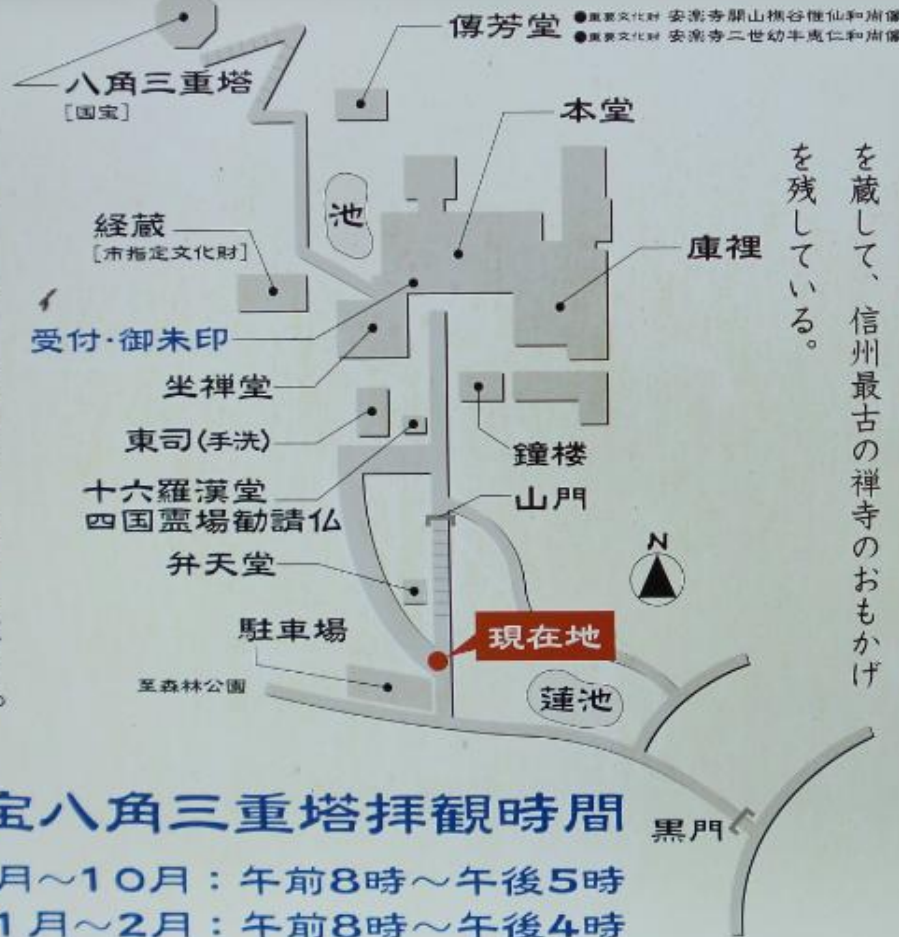 傳芳堂
●重要文化財 安楽寺開山樵谷惟仙和尚像
●重要文化財 安楽寺二世幼牛恵仁和尚像
八角三重塔
[国宝]
本堂
を蔵して、信州最古の禅寺のおもかげ
を残している。
池
経蔵
[市指定文化財]
庫裡
受付・御朱印
坐禅堂
東司(手洗)
鐘楼
十六羅漢堂
四国霊場勧請仏
山門
弁天堂
N
駐車場
現在地
至森林公園
蓮池
黒門
宝八角三重塔拝観時間
月～10月：午前8時～午後5時
1月～2月：午前8時～午後4時